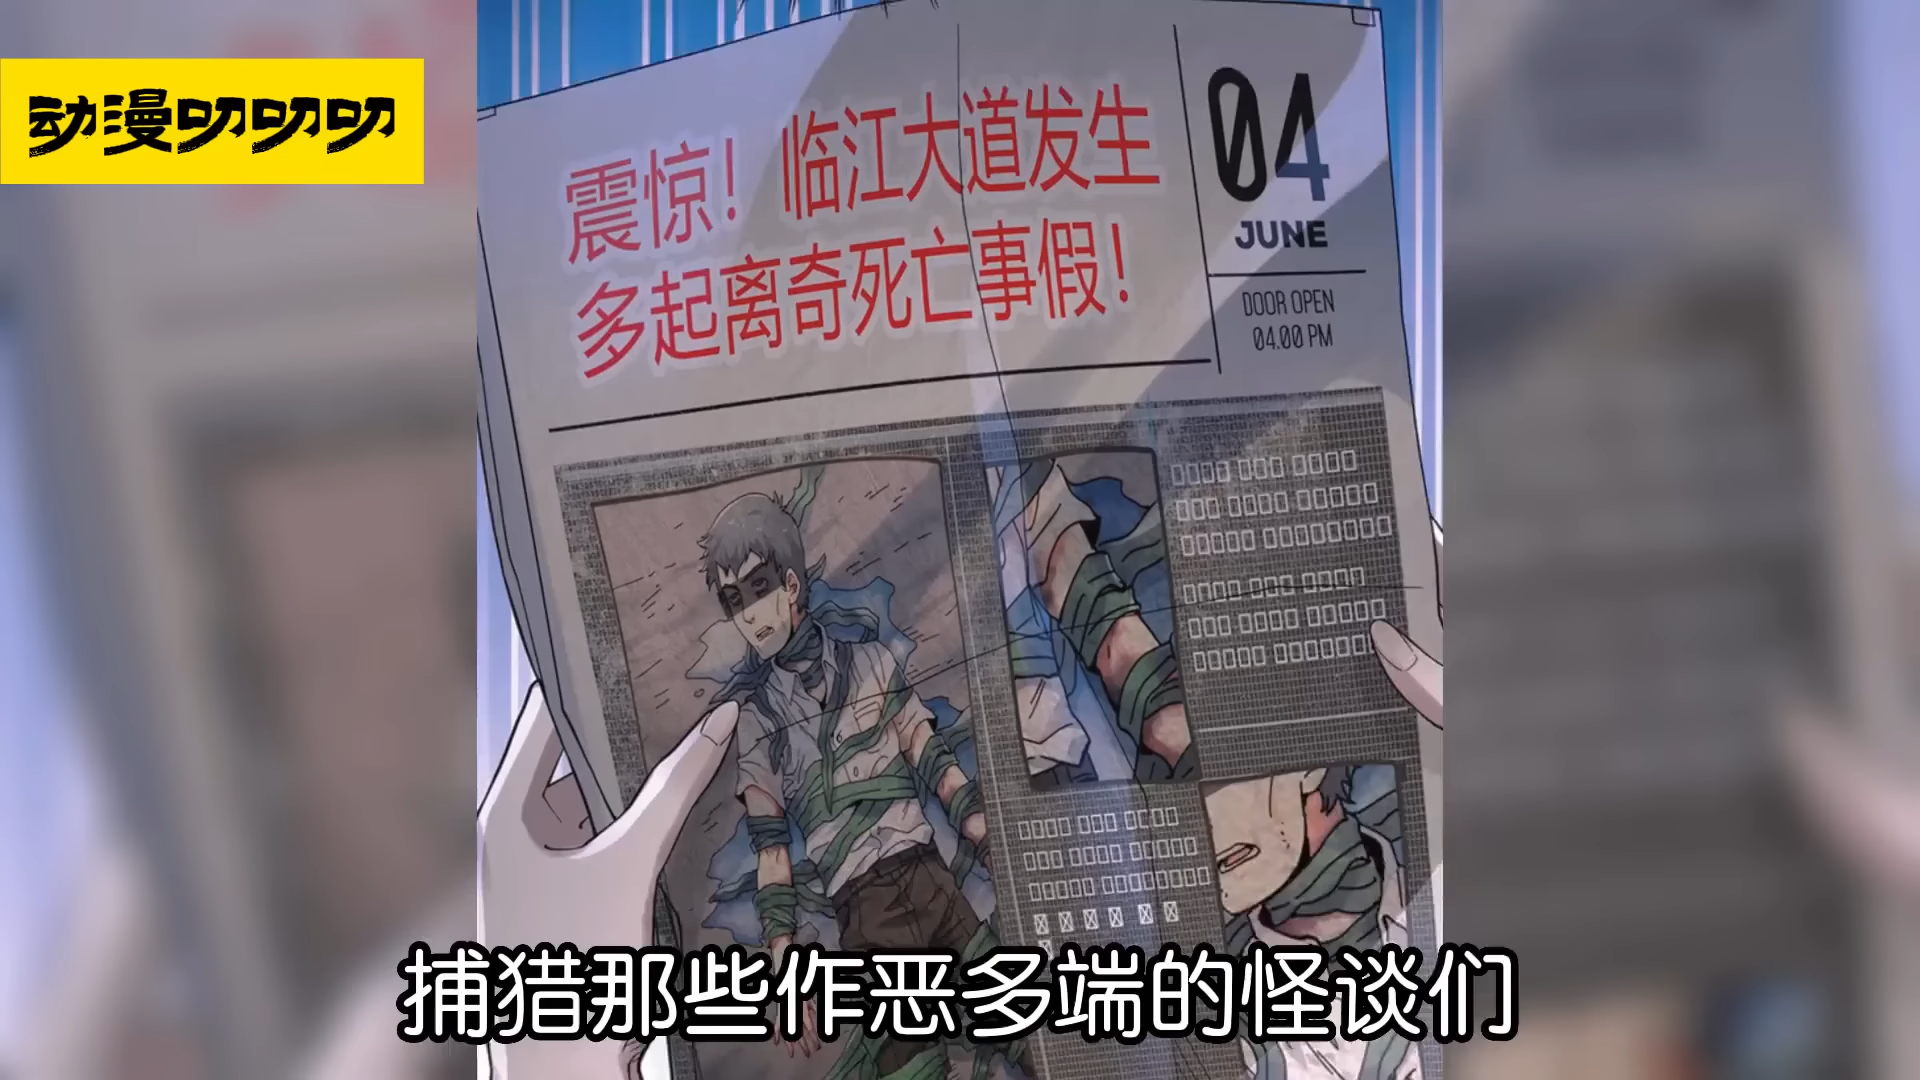 动漫叨叨叨
震惊！临江大道发生
多起离奇死亡事假！
04
JUNE
DOOR OPEN
04.00 PM
捕猎那些作恶多端的怪谈们